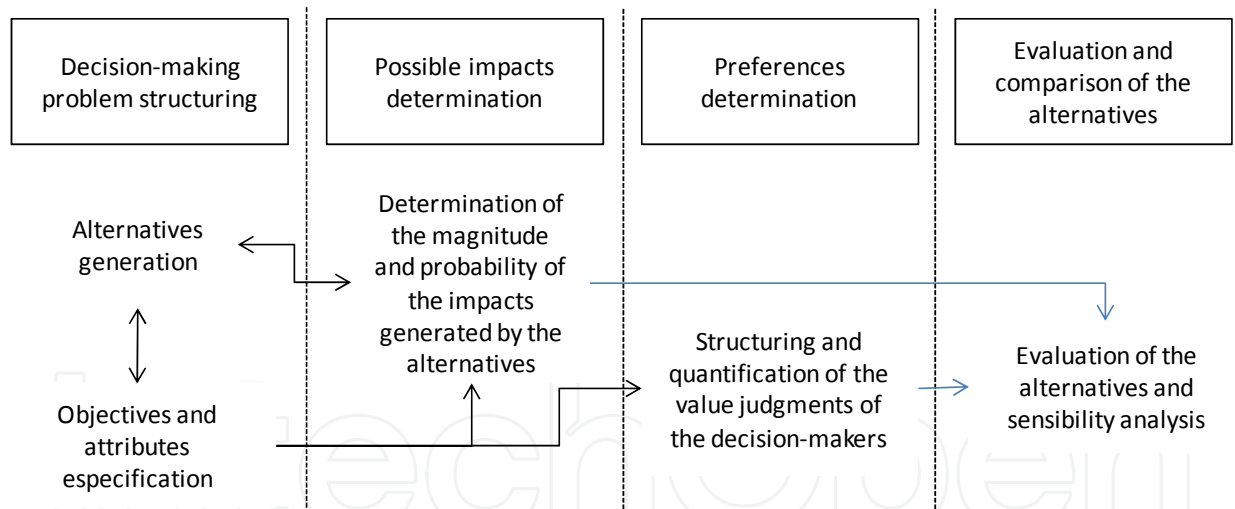 Decision-making
problem structuring
Possible impacts
determination
Preferences
determination
Evaluation and
comparison of the
alternatives
Alternatives
generation
Objectives and
attributes
especification
Determination of
the magnitude
and probability of
the impacts
generated by the
alternatives
Structuring and
quantification of the
value judgments of
the decision-makers
Evaluation of the
alternatives and
sensibility analysis